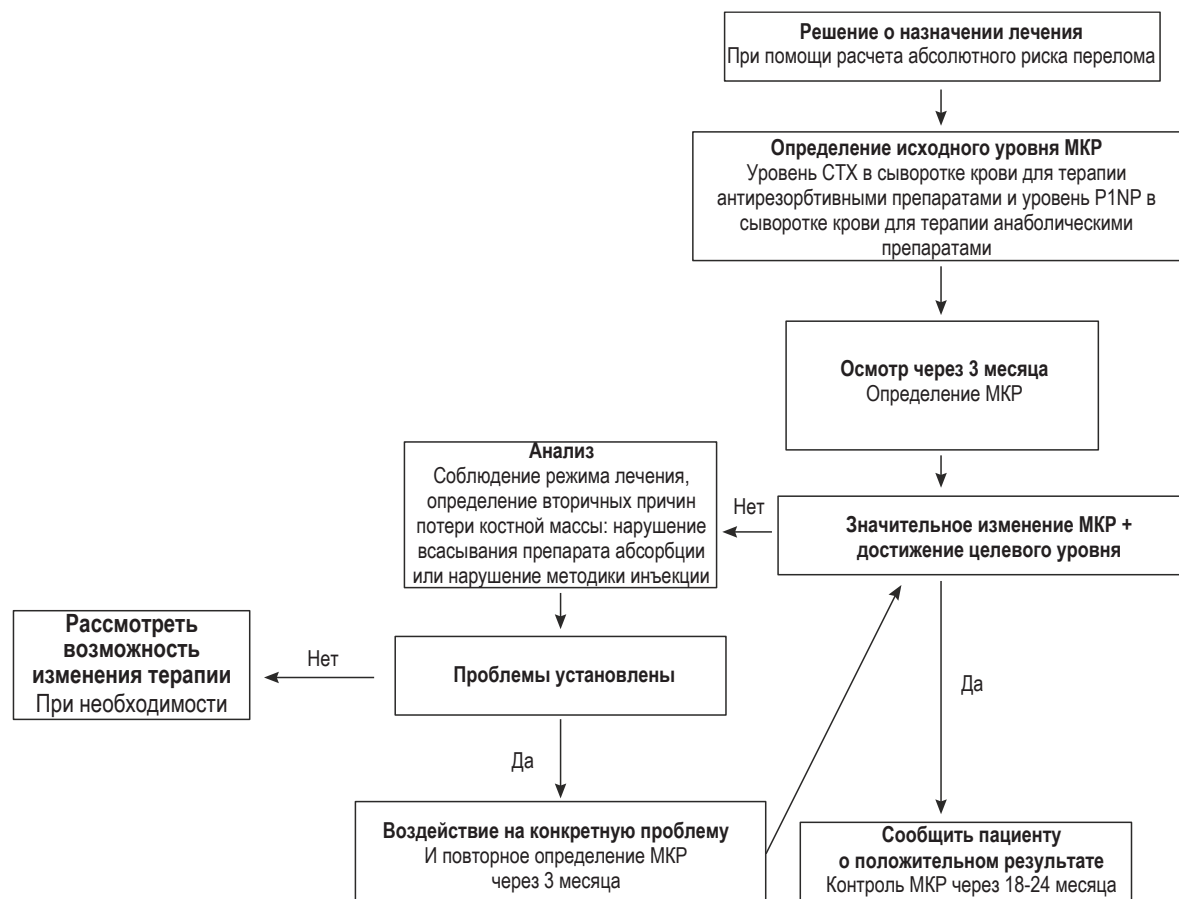 Решение о назначении лечения
При помощи расчета абсолютного риска перелома
Определение исходного уровня МКР
Уровень CTX в сыворотке крови для терапии
антирезорбтивными препаратами и уровень P1NP в
сыворотке крови для терапии анаболическими
препаратами
Осмотр через 3 месяца
Определение МКР
Значительное изменение МКР +
достижение целевого уровня
Нет
Анализ
Соблюдение режима лечения,
определение вторичных причин
потери костной массы: нарушение
всасывания препарата абсорбции
или нарушение методики инъекции
Проблемы установлены
Нет
Рассмотреть
возможность
изменения терапии
При необходимости
Да
Воздействие на конкретную проблему
И повторное определение МКР
через 3 месяца
Да
Сообщить пациенту
о положительном результате
Контроль МКР через 18-24 месяца